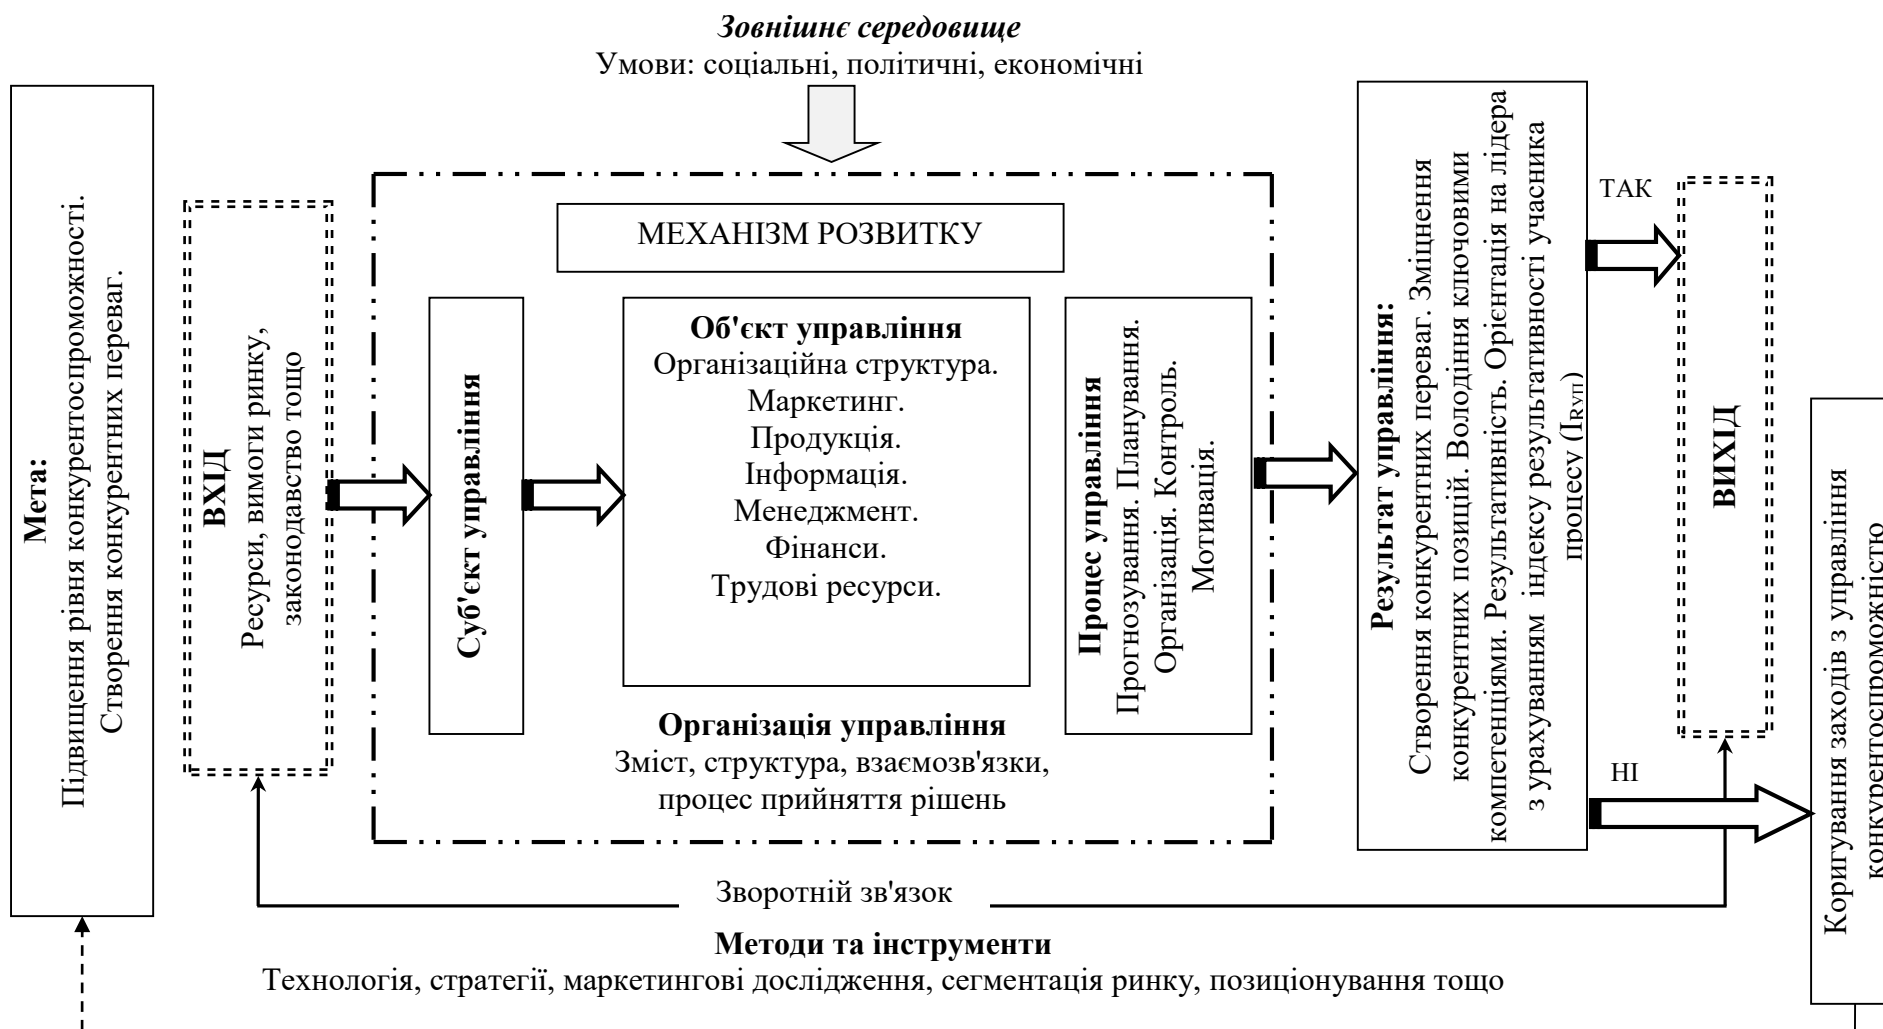 Зовнішнє середовище
Умови: соціальні, політичні, економічні
Мета:
Підвищення рівня конкурентоспроможності.
Створення конкурентних переваг.
ВХІД
Ресурси, вимоги ринку,
законодавство тощо
МЕХАНІЗМ РОЗВИТКУ
Суб'єкт управління
Об'єкт управління
Організаційна структура.
Маркетинг.
Продукція.
Інформація.
Менеджмент.
Фінанси.
Трудові ресурси.
Процес управління
Прогнозування. Планування.
Організація. Контроль.
Мотивація.
Організація управління
Зміст, структура, взаємозв'язки,
процес прийняття рішень
Результат управління:
Створення конкурентних переваг. Зміцнення
конкурентних позицій. Володіння ключовими
компетенціями. Результативність. Орієнтація на лідера
з урахуванням індексу результативності учасника
процесу (IRУП)
ТАК
НІ
ВИХІД
Коригування заходів з управління
конкурентоспроможністю
Зворотній зв'язок
Методи та інструменти
Технологія, стратегії, маркетингові дослідження, сегментація ринку, позиціонування тощо